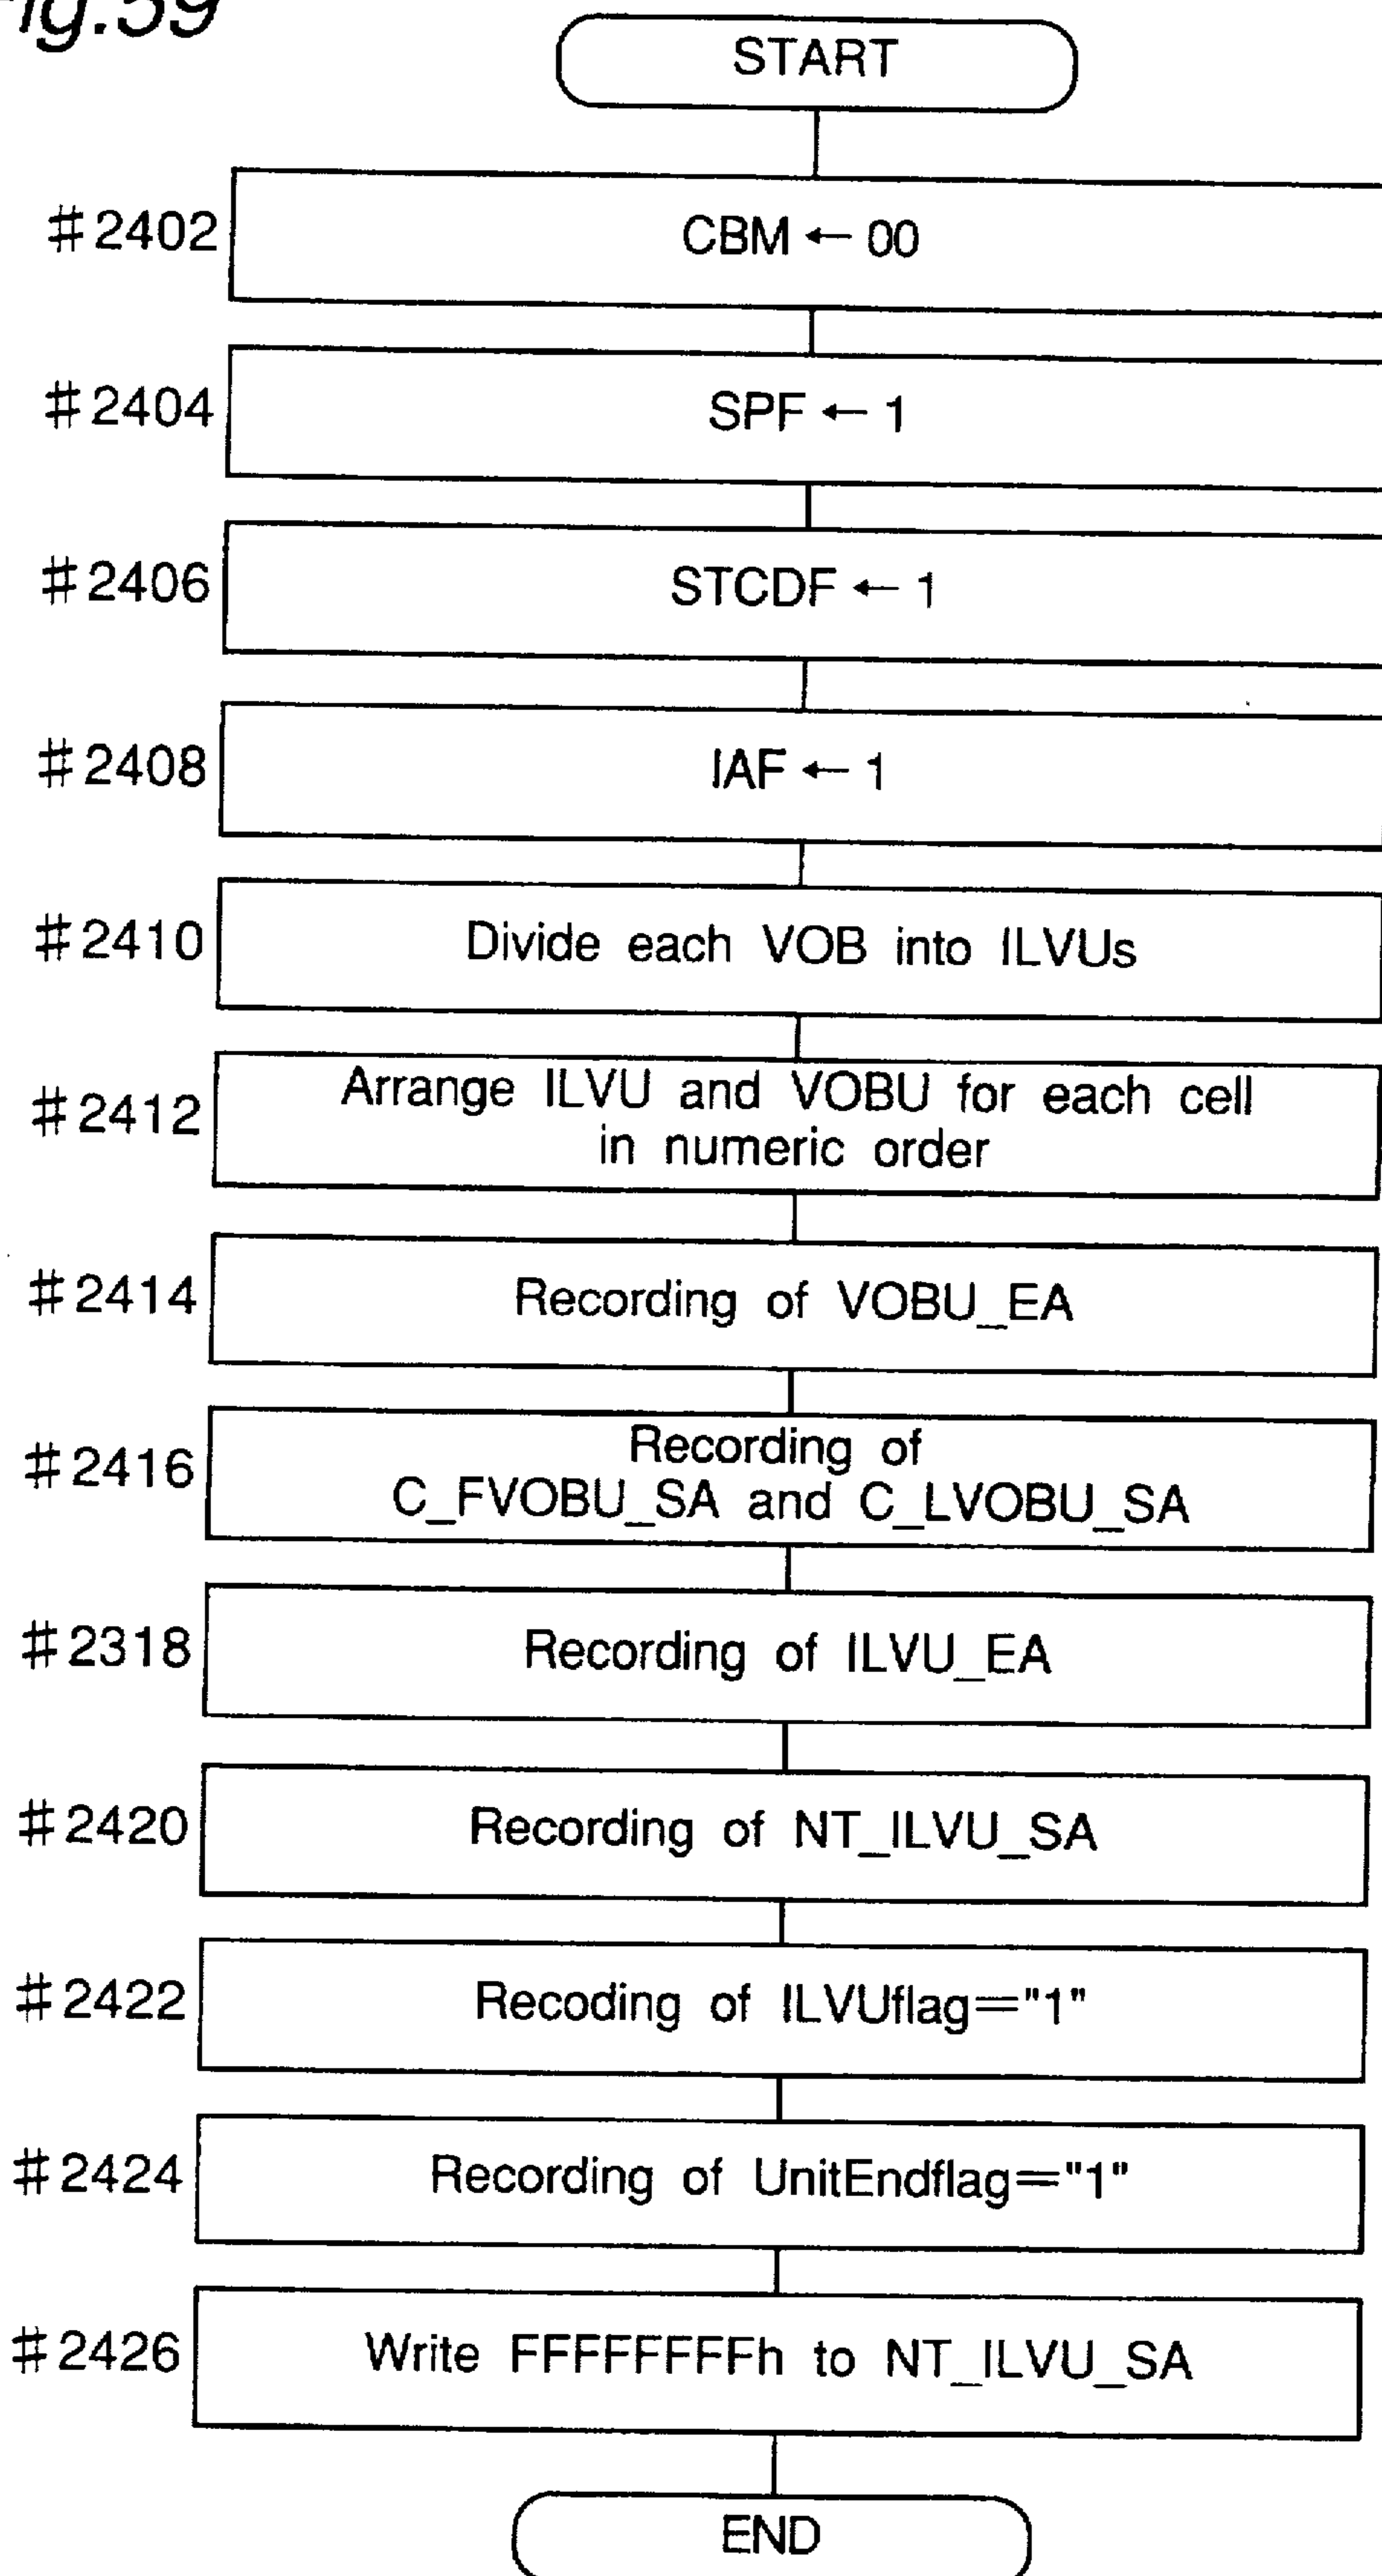 Fig.59
START
#2402 CBM ← 00
#2404 SPF ← 1
#2406 STCDF ← 1
#2408 IAF ← 1
#2410 Divide each VOB into ILVUs
#2412 Arrange ILVU and VOBU for each cell
in numeric order
#2414 Recording of VOBU_EA
#2416 Recording of
C_FVOBU_SA and C_LVOBU_SA
#2318 Recording of ILVU_EA
#2420 Recording of NT_ILVU_SA
#2422 Recoding of ILVUflag="1"
#2424 Recording of UnitEndflag="1"
#2426 Write FFFFFFFFh to NT_ILVU_SA
END